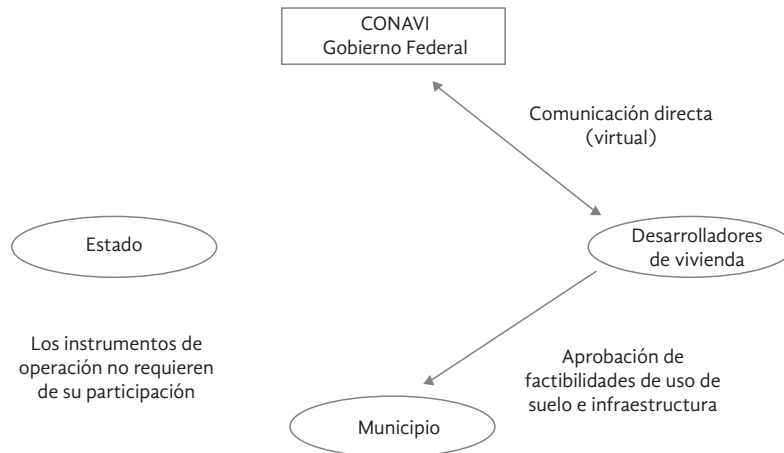 CONAVI
Gobierno Federal
Comunicación directa
(virtual)
Estado
Desarrolladores
de vivienda
Los instrumentos de
operación no requieren
de su participación
Aprobación de
factibilidades de uso de
suelo e infraestructura
Municipio